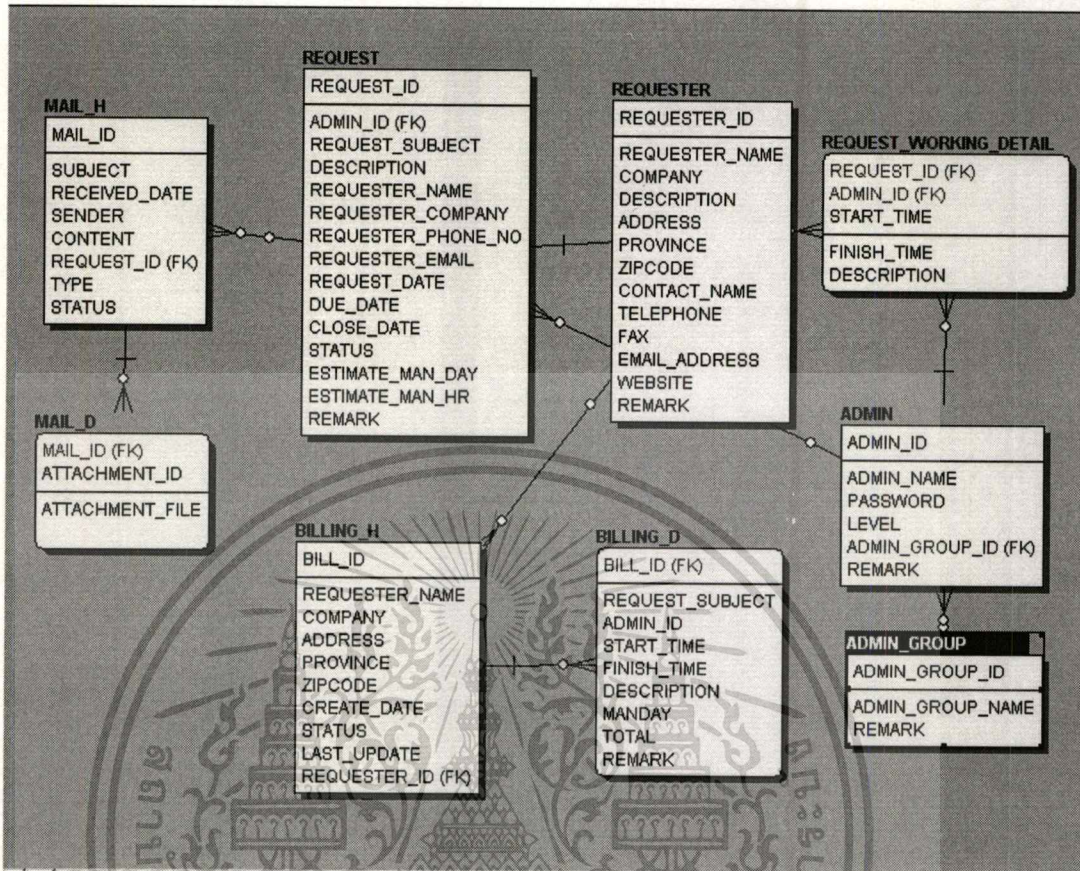 MAIL_H
MAIL_ID
SUBJECT
RECEIVED_DATE
SENDER
CONTENT
REQUEST_ID (FK)
TYPE
STATUS
MAIL_D
MAIL_ID (FK)
ATTACHMENT_ID
ATTACHMENT_FILE
REQUEST
REQUEST_ID
ADMIN_ID (FK)
REQUEST_SUBJECT
DESCRIPTION
REQUESTER_NAME
REQUESTER_COMPANY
REQUESTER_PHONE_NO
REQUESTER_EMAIL
REQUEST_DATE
DUE_DATE
CLOSE_DATE
STATUS
ESTIMATE_MAN_DAY
ESTIMATE_MAN_HR
REMARK
REQUESTER
REQUESTER_ID
REQUESTER_NAME
COMPANY
DESCRIPTION
ADDRESS
PROVINCE
ZIPCODE
CONTACT_NAME
TELEPHONE
FAX
EMAIL_ADDRESS
WEBSITE
REMARK
REQUEST_WORKING_DETAIL
REQUEST_ID (FK)
ADMIN_ID (FK)
START_TIME
FINISH_TIME
DESCRIPTION
ADMIN
ADMIN_ID
ADMIN_NAME
PASSWORD
LEVEL
ADMIN_GROUP_ID (FK)
REMARK
ADMIN_GROUP
ADMIN_GROUP_ID
ADMIN_GROUP_NAME
REMARK
BILLING_H
BILL_ID
REQUESTER_NAME
COMPANY
ADDRESS
PROVINCE
ZIPCODE
CREATE_DATE
STATUS
LAST_UPDATE
REQUESTER_ID (FK)
BILLING_D
BILL_ID (FK)
REQUEST_SUBJECT
ADMIN_ID
START_TIME
FINISH_TIME
DESCRIPTION
MANDAY
TOTAL
REMARK